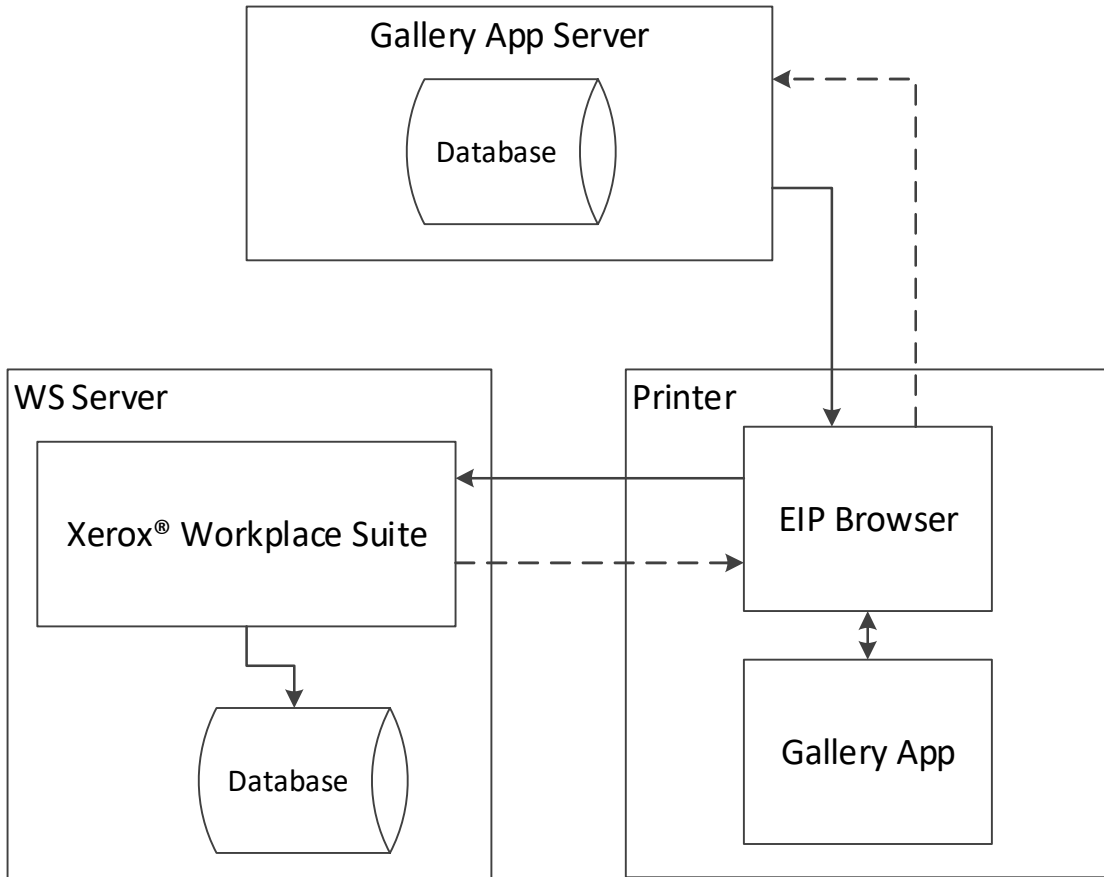 Gallery App Server
Database
WS Server
Xerox® Workplace Suite
Database
Printer
EIP Browser
Gallery App